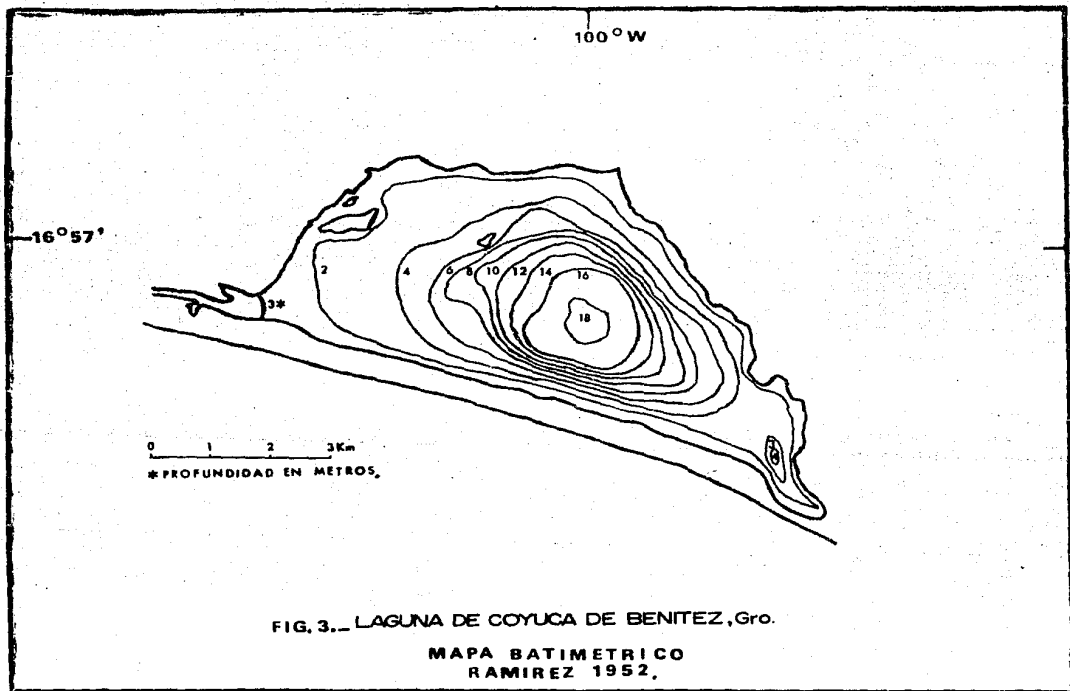 100°W
16°57'
2 4 6 8 10 12 14 16
18
3*
0 1 2 3Km
*PROFUNDIDAD EN METROS.
FIG. 3._ LAGUNA DE COYUCA DE BENITEZ,Gro.
MAPA BATIMETRICO
RAMIREZ 1952.